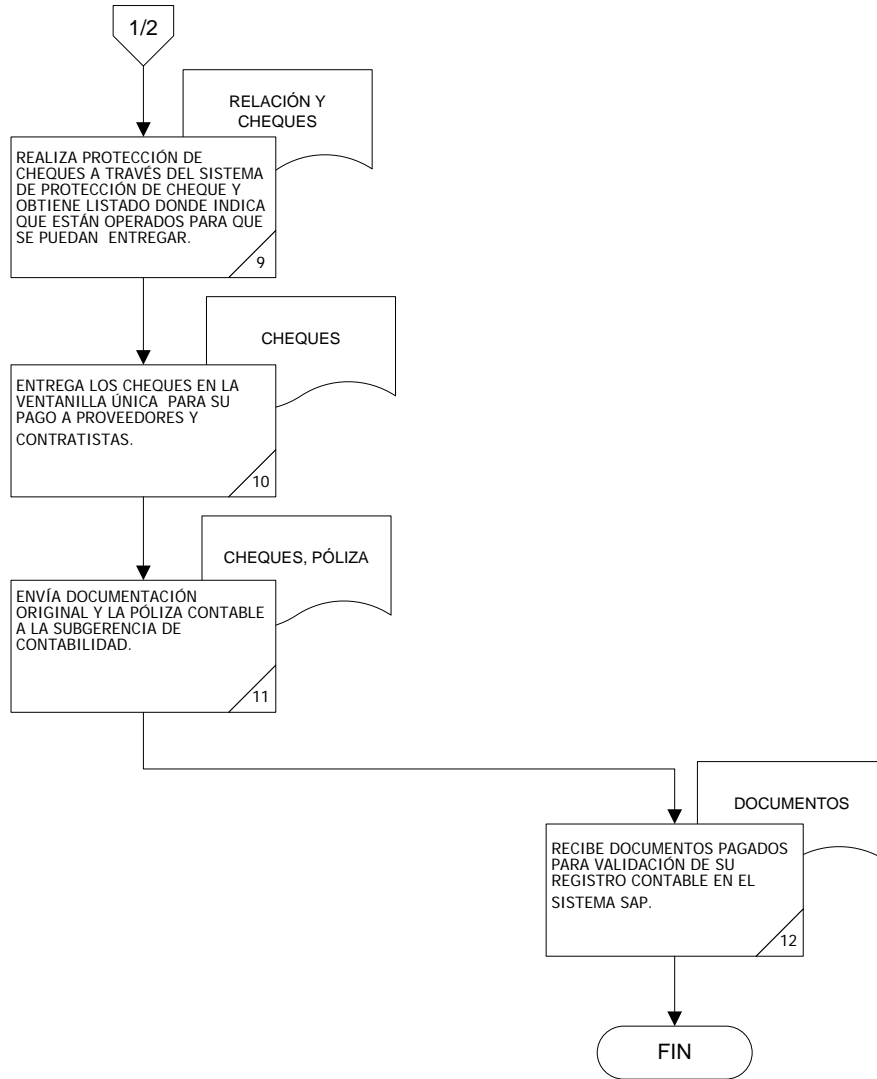 1/2
RELACIÓN Y
CHEQUES
REALIZA PROTECCIÓN DE
CHEQUES A TRAVÉS DEL SISTEMA
DE PROTECCIÓN DE CHEQUE Y
OBTIENE LISTADO DONDE INDICA
QUE ESTÁN OPERADOS PARA QUE
SE PUEDAN ENTREGAR.
9
CHEQUES
ENTREGA LOS CHEQUES EN LA
VENTANILLA ÚNICA PARA SU
PAGO A PROVEEDORES Y
CONTRATISTAS.
10
CHEQUES, PÓLIZA
ENVÍA DOCUMENTACIÓN
ORIGINAL Y LA PÓLIZA CONTABLE
A LA SUBGERENCIA DE
CONTABILIDAD.
11
DOCUMENTOS
RECIBE DOCUMENTOS PAGADOS
PARA VALIDACIÓN DE SU
REGISTRO CONTABLE EN EL
SISTEMA SAP.
12
FIN